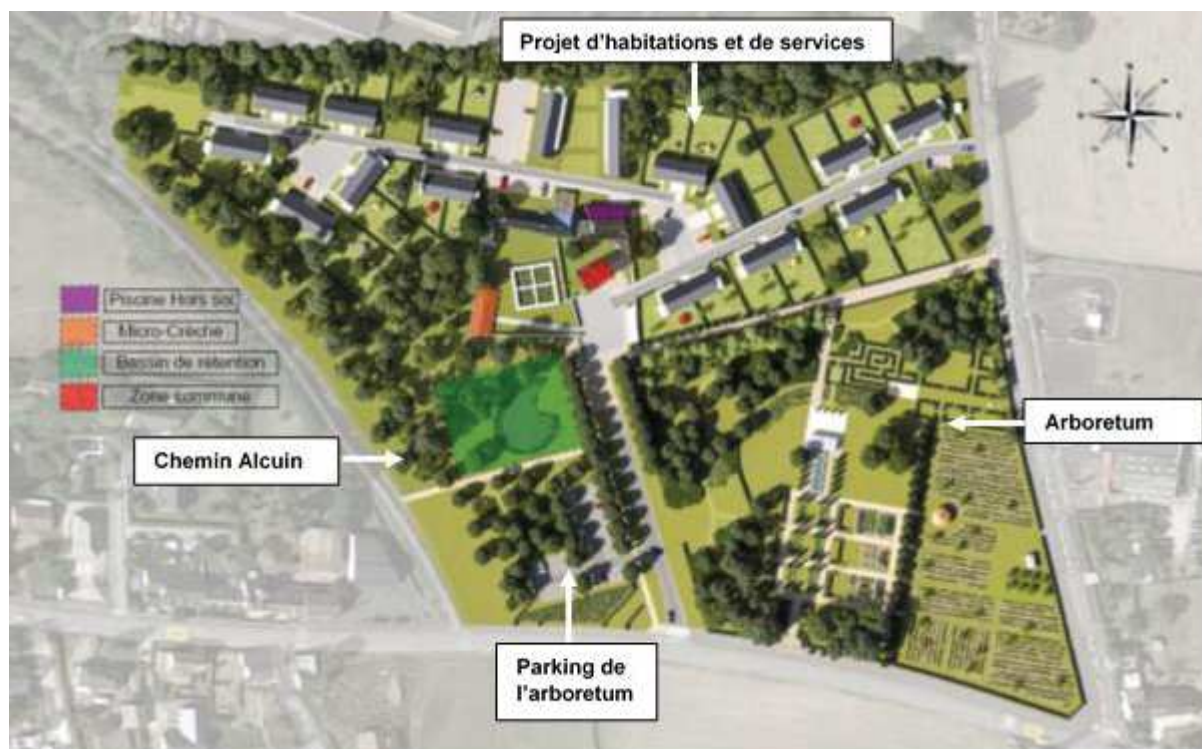 Projet d'habitations et de services
Piscine Hors sol
Micro-Crèche
Bassin de rétention
Zone commune
Chemin Alcuin
Arboretum
Parking de
l'arboretum